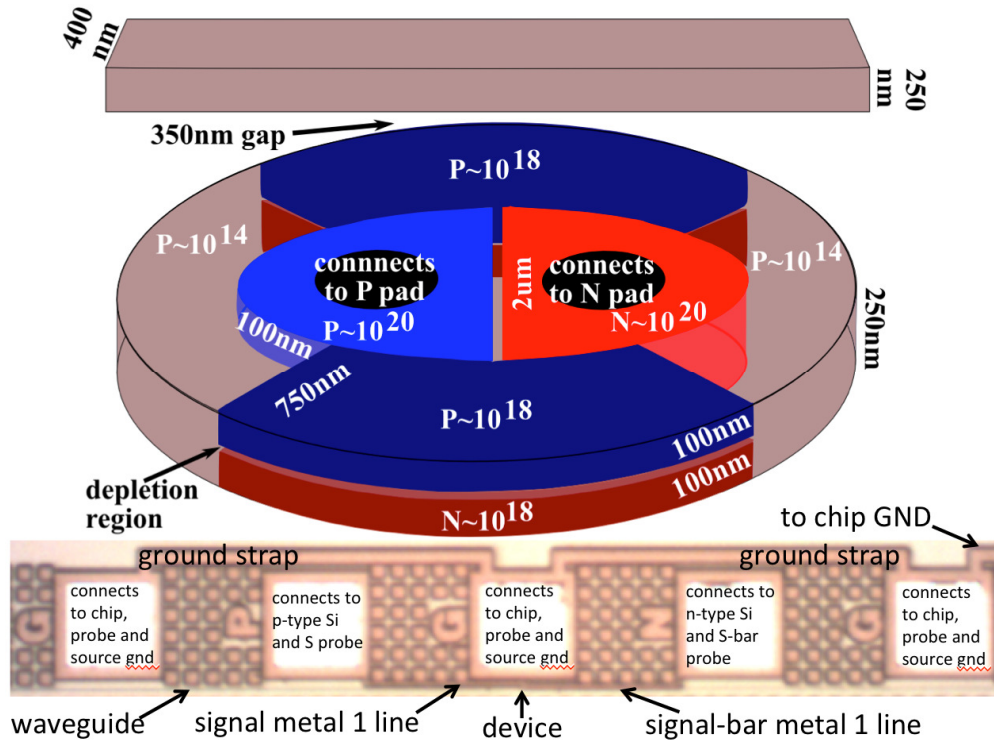 400
nm
250
nm
350nm gap
P~10 18
P~10 14
P~10 14
connnects
to P pad
connects
to N pad
2um
P~10 20
N~10 20
100nm
750nm
250nm
P~10 18
100nm
100nm
depletion
region
N~10 18
to chip GND
ground strap
ground strap
G
connects
to chip,
probe and
source gnd
P
connects to
p-type Si
and S probe
G
connects
to chip,
probe and
source gnd
N
connects to
n-type Si
and S-bar
probe
G
connects
to chip,
probe and
source gnd
waveguide
signal metal 1 line
device
signal-bar metal 1 line